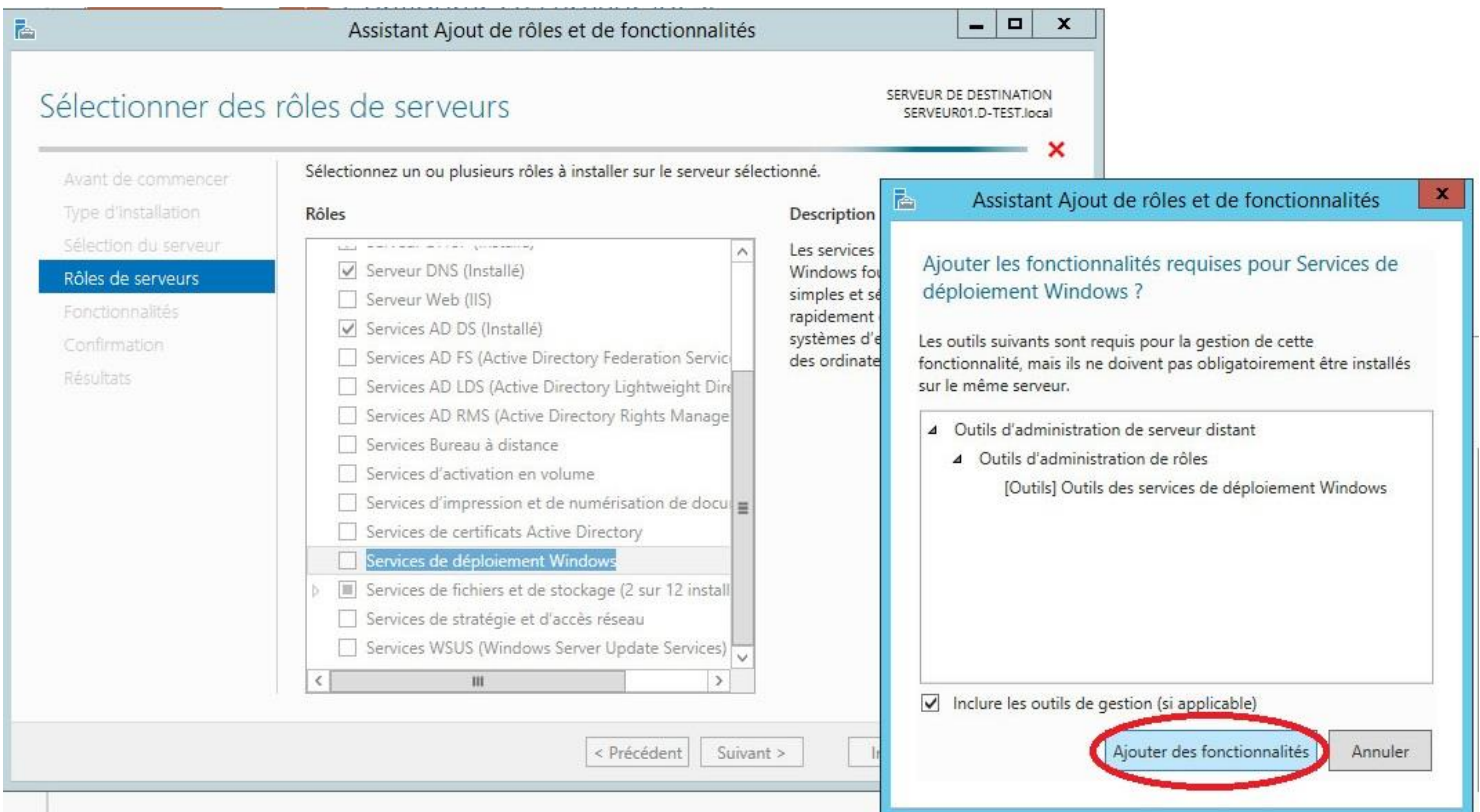 Assistant Ajout de rôles et de fonctionnalités
Sélectionner des rôles de serveurs
SERVEUR DE DESTINATION
SERVEUR01.D-TEST.local
Avant de commencer
Type d'installation
Sélection du serveur
Rôles de serveurs
Fonctionnalités
Confirmation
Résultats
Sélectionnez un ou plusieurs rôles à installer sur le serveur sélectionné.
Rôles
Serveur DNS (Installé)
Serveur Web (IIS)
Services AD DS (Installé)
Services AD FS (Active Directory Federation
Services AD LDS (Active Directory Lightweight
Services AD RMS (Active Directory Rights
Services Bureau à distance
Services d'activation en volume
Services d'impression et de numérisation de
Services de certificats Active Directory
Services de déploiement Windows
Services de fichiers et de stockage (2 sur 12
Services de stratégie et d'accès réseau
Services WSUS (Windows Server Update Services)
Description
Les services
Windows
simples et
rapidement
systèmes
des
< Précédent
Suivant >
Assistant Ajout de rôles et de fonctionnalités
x
Ajouter les fonctionnalités requises pour Services de
déploiement Windows ?
Les outils suivants sont requis pour la gestion de cette
fonctionnalité, mais ils ne doivent pas obligatoirement être installés
sur le même serveur.
Outils d'administration de serveur distant
Outils d'administration de rôles
[Outils] Outils des services de déploiement Windows
Inclure les outils de gestion (si applicable)
Ajouter des fonctionnalités
Annuler